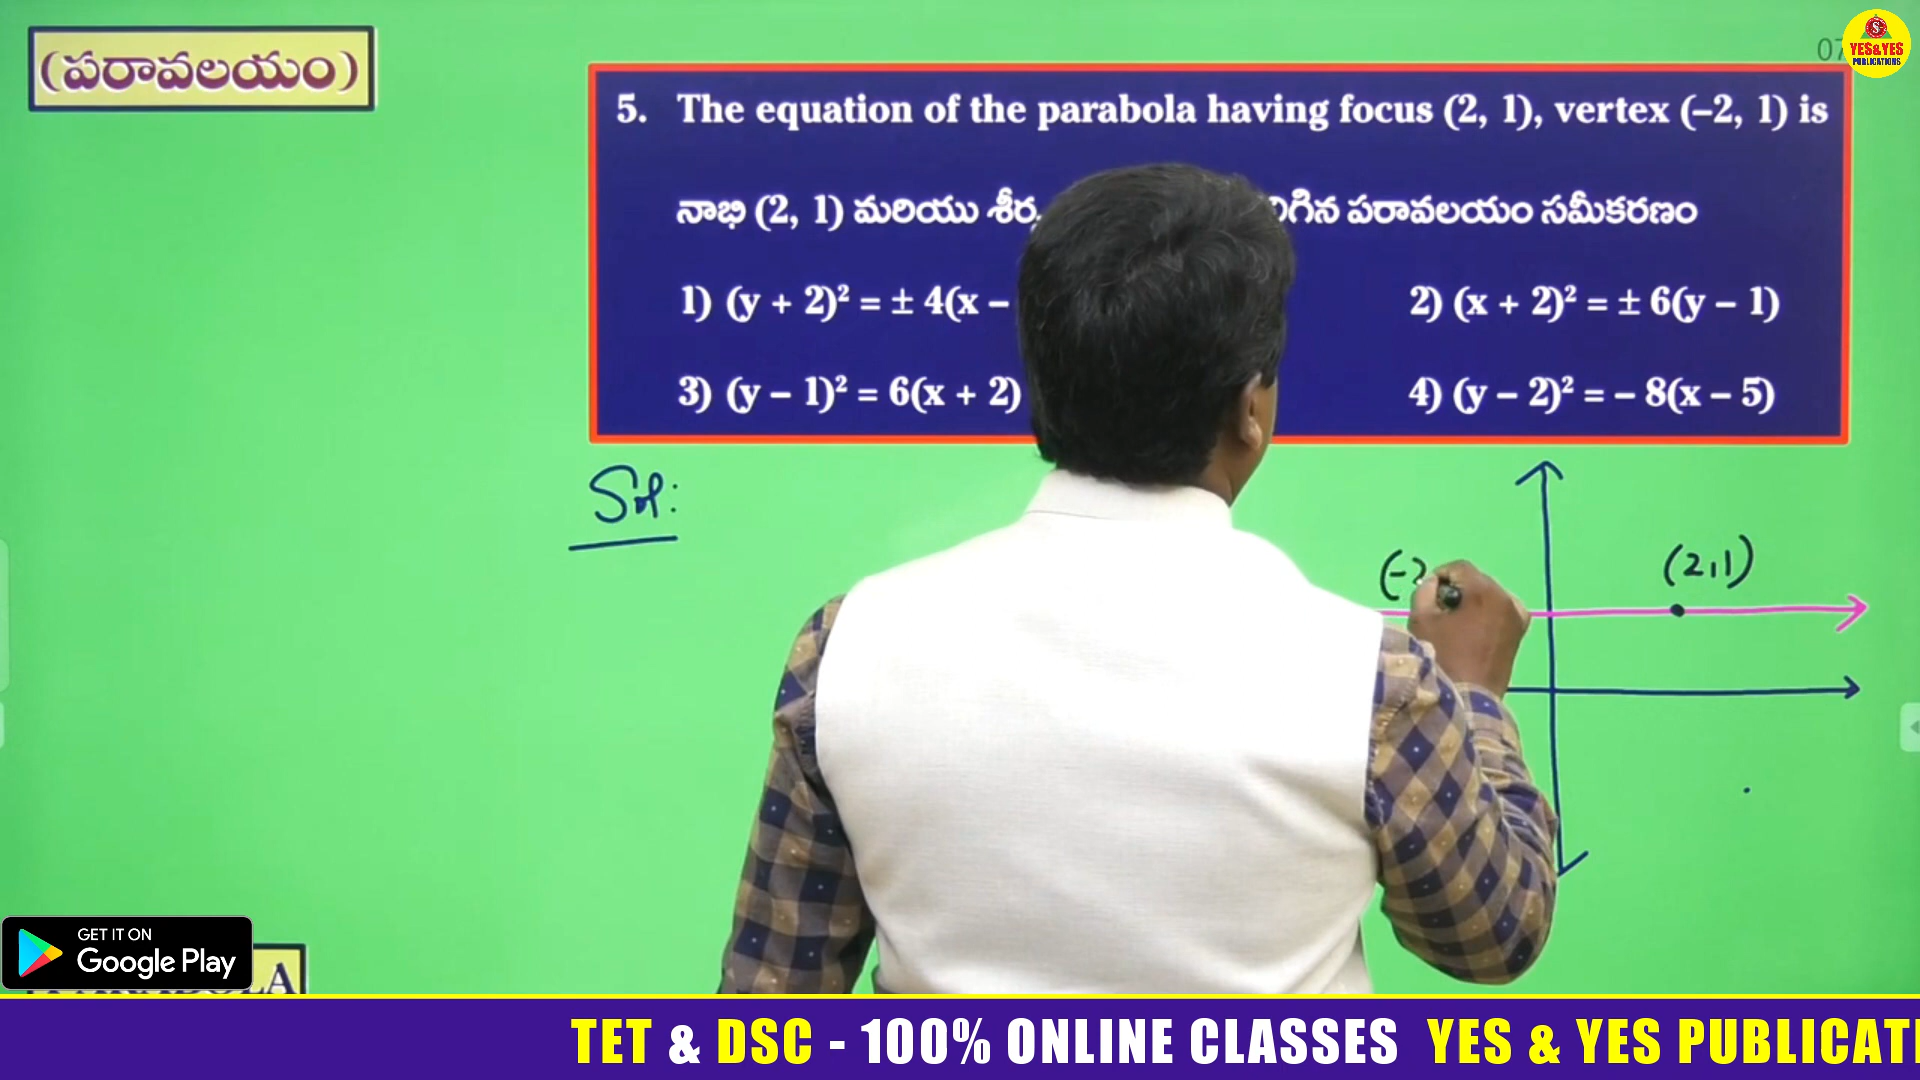 (పరావలయం)
07
YES&YES
PUBLICATIONS
5. The equation of the parabola having focus (2, 1), vertex (–2, 1) is
నాభి (2, 1) మరియు పరావలయం సమీకరణం
1) (y + 2)² = ± 4(x –
2) (x + 2)² = ± 6(y – 1)
3) (y – 1)² = 6(x + 2)
4) (y – 2)² = – 8(x – 5)
Sol:
(-2
(2,1)
GET IT ON
Google Play
TET & DSC - 100% ONLINE CLASSES YES & YES PUBLICATI